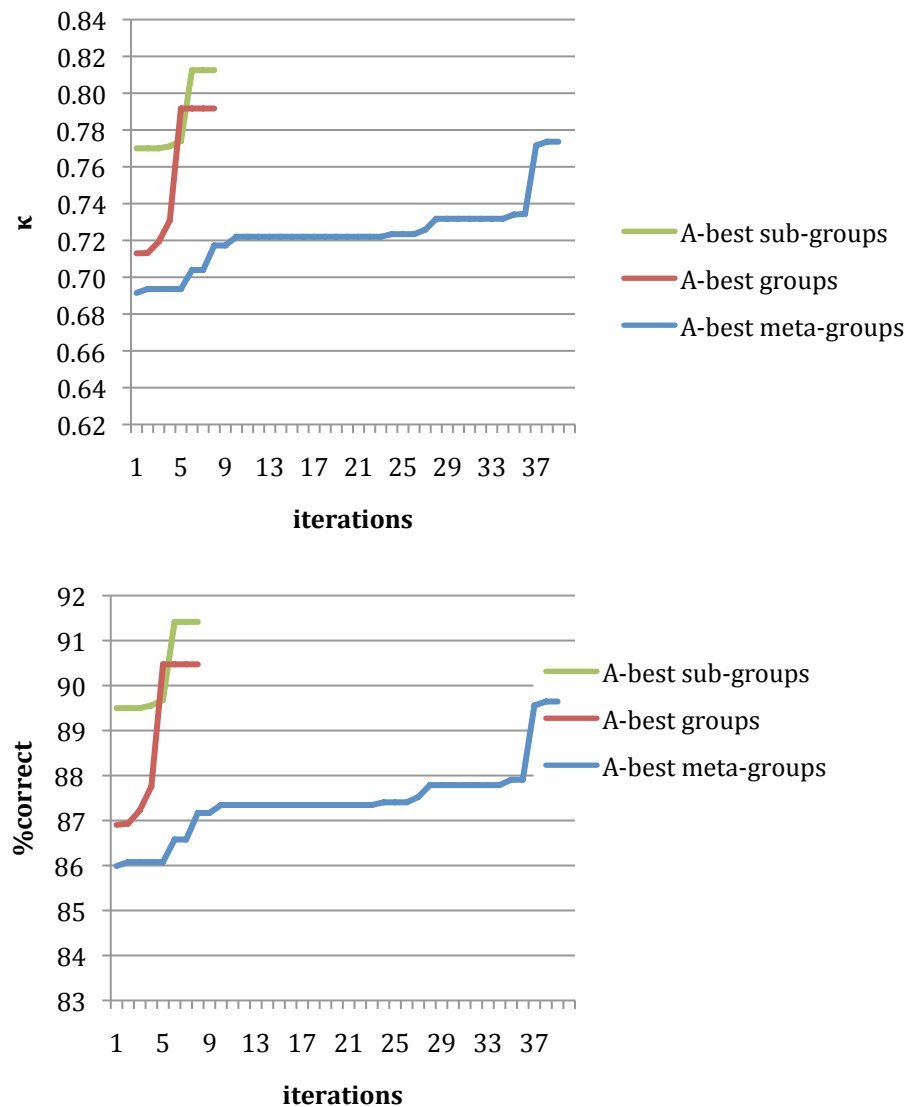 0.84
0.82
0.80
0.78
0.76
0.74
0.72
0.70
0.68
0.66
0.64
0.62
κ
1 5 9 13 17 21 25 29 33 37
iterations
A-best sub-groups
A-best groups
A-best meta-groups
92
91
90
89
88
87
86
85
84
83
%correct
1 5 9 13 17 21 25 29 33 37
iterations
A-best sub-groups
A-best groups
A-best meta-groups